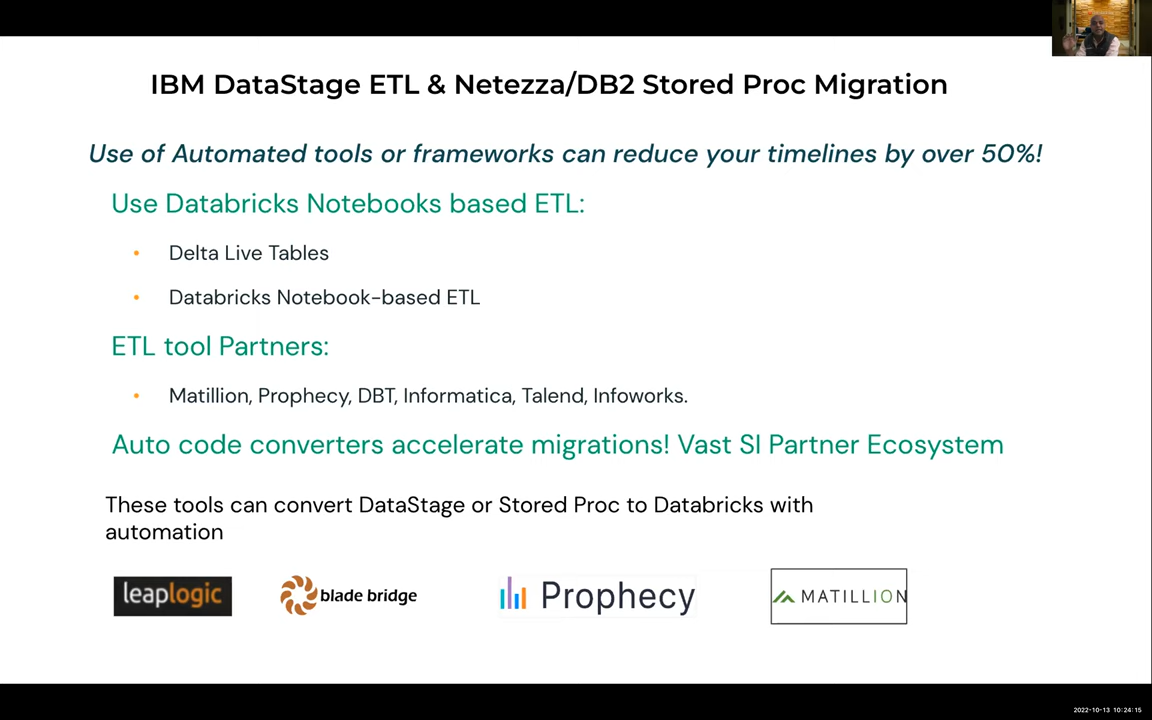 IBM DataStage ETL & Netezza/DB2 Stored Proc Migration
Use of Automated tools or frameworks can reduce your timelines by over 50%!
Use Databricks Notebooks based ETL:
• Delta Live Tables
• Databricks Notebook-based ETL
ETL tool Partners:
• Matillion, Prophecy, DBT, Informatica, Talend, Infoworks.
Auto code converters accelerate migrations! Vast SI Partner Ecosystem
These tools can convert DataStage or Stored Proc to Databricks with
automation
leaplogic
blade bridge
Prophecy
MATILLION
2022-10-13 10:24:15